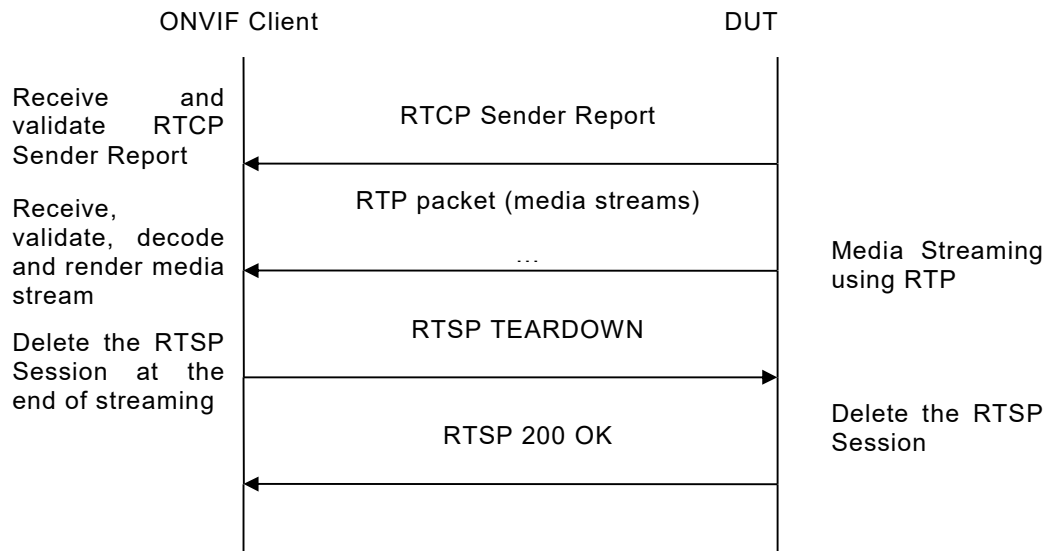 ONVIF Client
DUT
Receive and
validate RTCP
Sender Report
RTCP Sender Report
RTP packet (media streams)
Receive,
validate, decode
and render media
stream
...
Media Streaming
using RTP
RTSP TEARDOWN
Delete the RTSP
Session at the
end of streaming
RTSP 200 OK
Delete the RTSP
Session